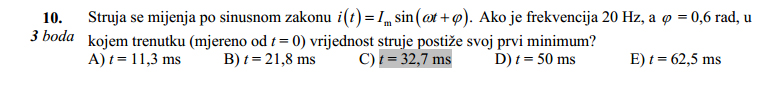 10. Struja se mijenja po sinusnom zakonu i(t) = Iₘ sin(ωt + φ). Ako je frekvencija 20 Hz, a φ = 0,6 rad, u
3 boda kojem trenutku (mjereno od t = 0) vrijednost struje postiže svoj prvi minimum?
A) t = 11,3 ms B) t = 21,8 ms C) t = 32,7 ms D) t = 50 ms E) t = 62,5 ms